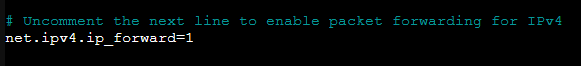 # Uncomment the next line to enable packet forwarding for IPv4
net.ipv4.ip_forward=1